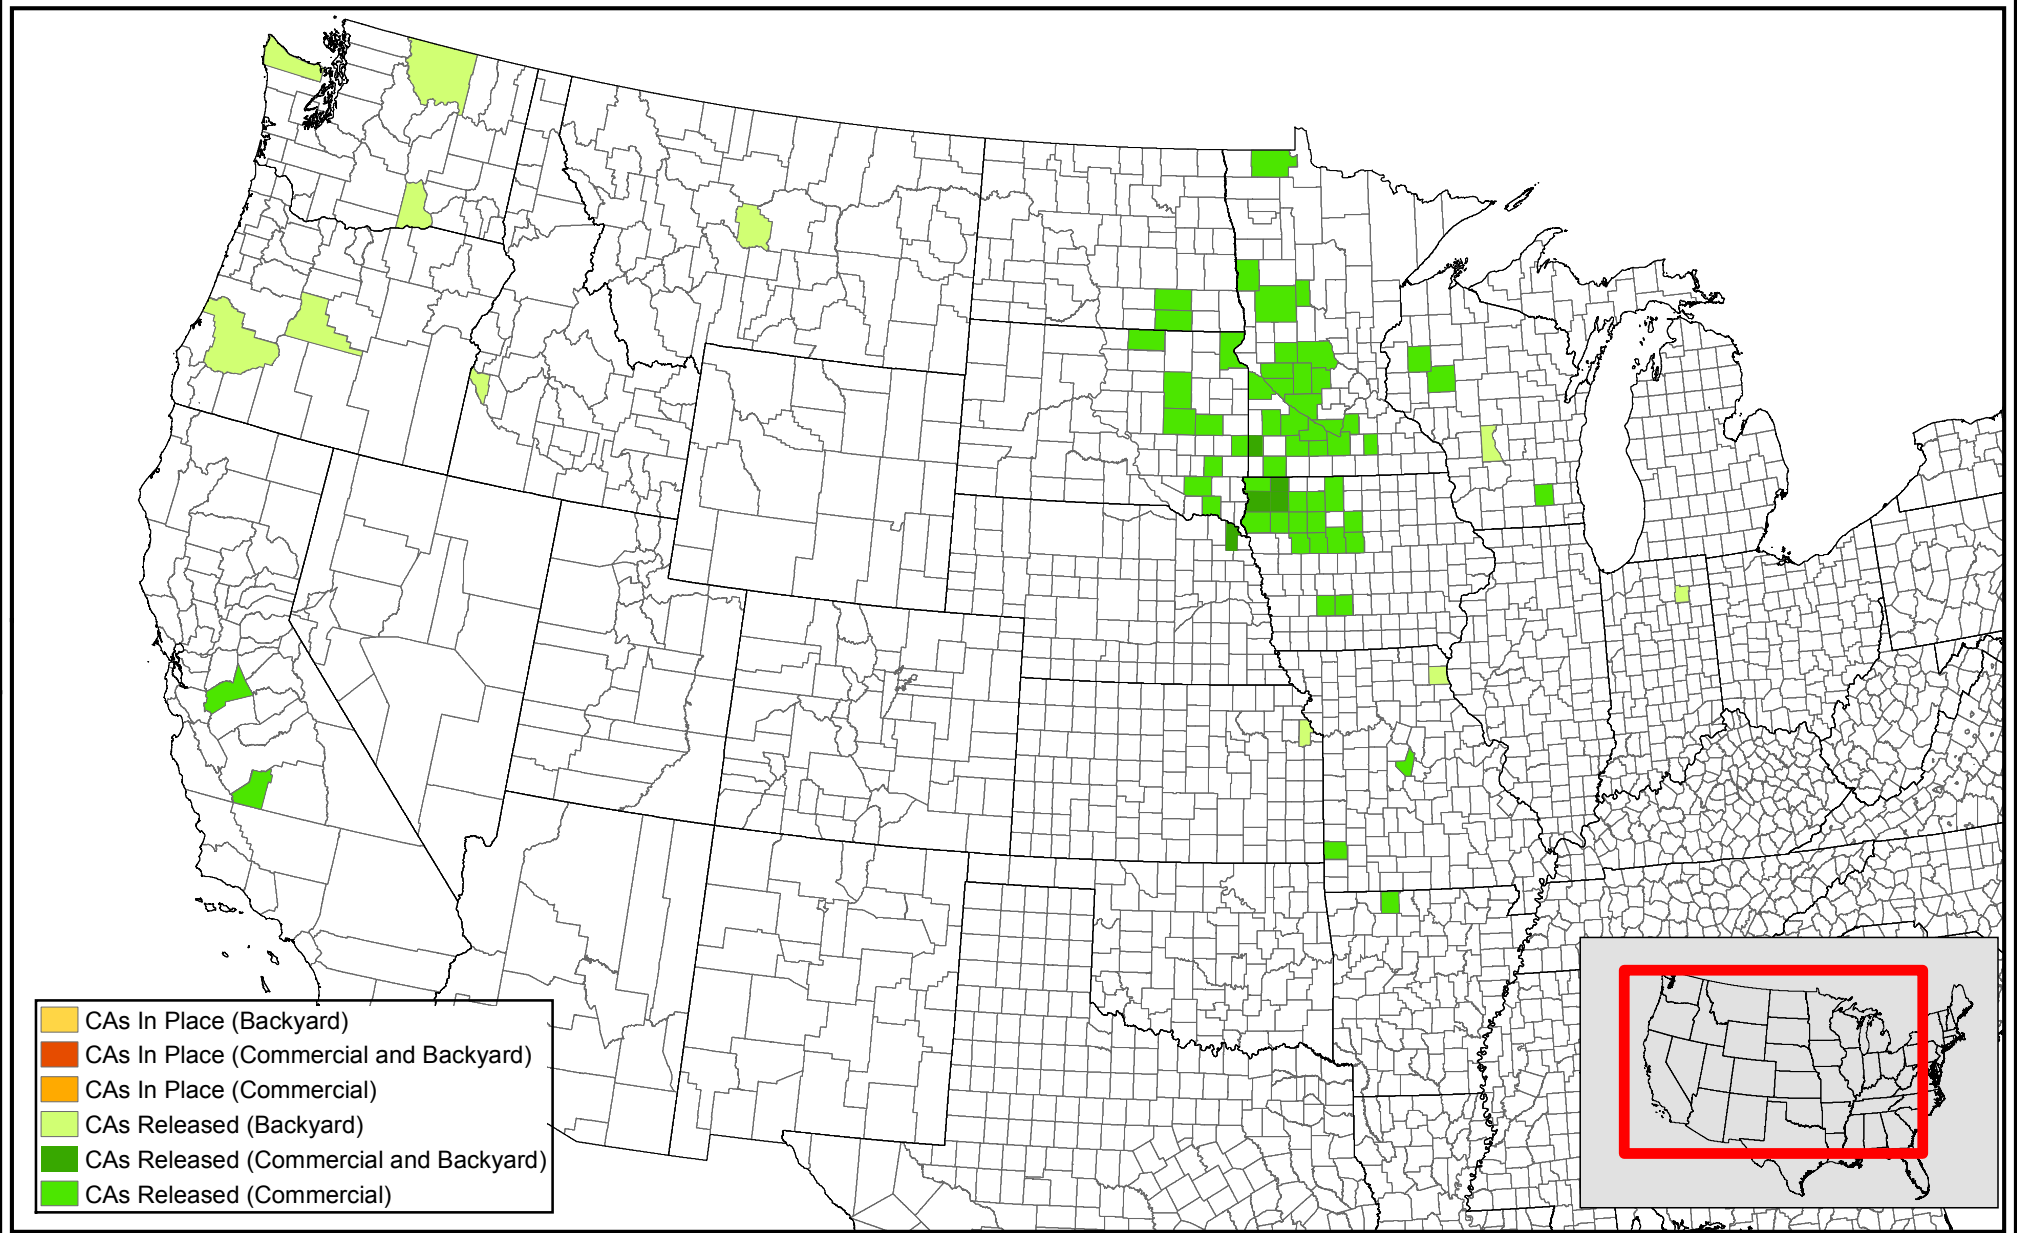 CAs In Place (Backyard)
CAs In Place (Commercial and Backyard)
CAs In Place (Commercial)
CAs Released (Backyard)
CAs Released (Commercial and Backyard)
CAs Released (Commercial)